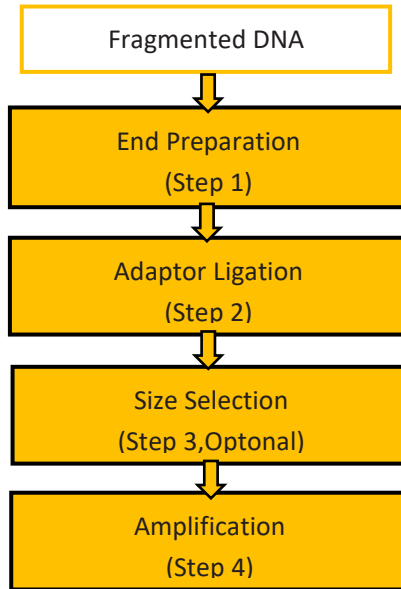 Fragmented DNA
End Preparation
(Step 1)
Adaptor Ligation
(Step 2)
Size Selection
(Step 3,Optonal)
Amplification
(Step 4)